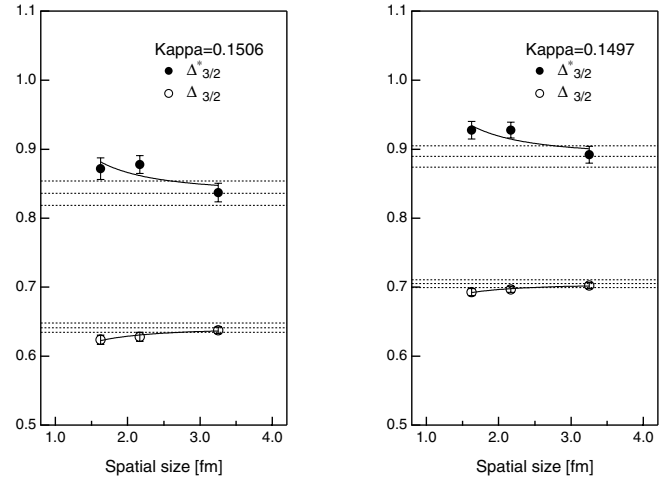 1.1
Kappa=0.1506
Δ*3/2
Δ 3/2
1.0
0.9
0.8
0.7
0.6
0.5
1.0 2.0 3.0 4.0
Spatial size [fm]
1.1
Kappa=0.1497
Δ*3/2
Δ 3/2
1.0
0.9
0.8
0.7
0.6
0.5
1.0 2.0 3.0 4.0
Spatial size [fm]